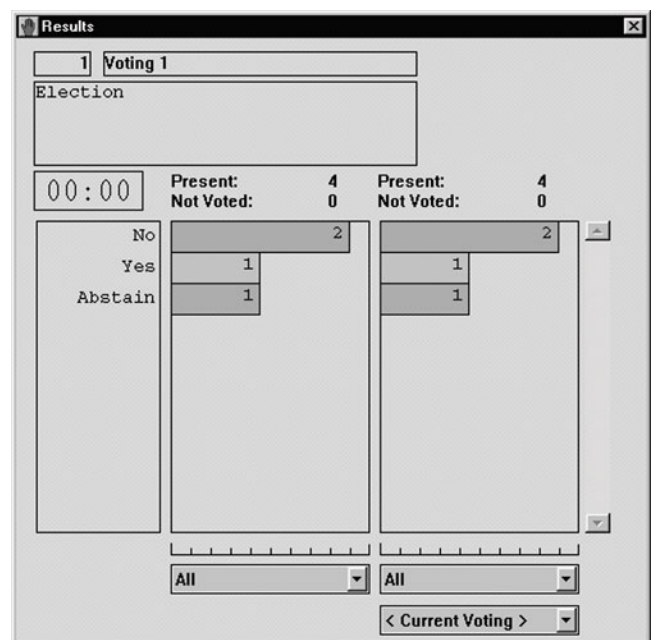 Results
1 Voting 1
Election
00:00
Present: 4 Present: 4
Not Voted: 0 Not Voted: 0
No 2 2
Yes 1 1
Abstain 1 1
All All
< Current Voting >